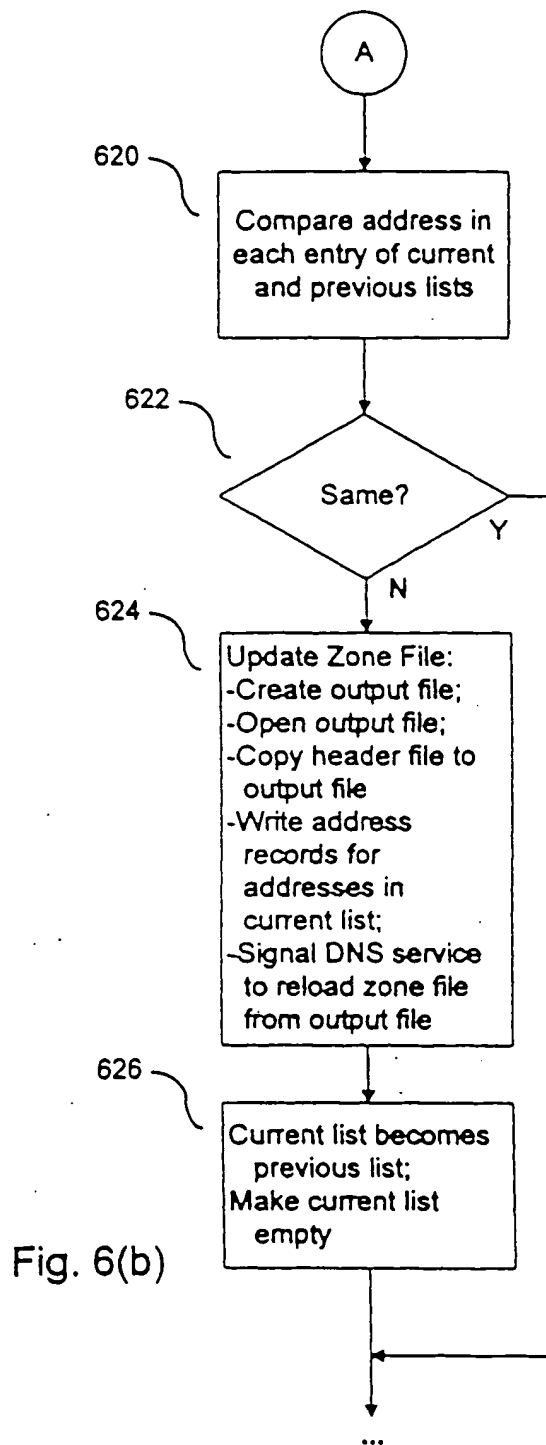 A
620
Compare address in
each entry of current
and previous lists
622
Same?
Y
N
624
Update Zone File:
-Create output file;
-Open output file;
-Copy header file to
output file
-Write address
records for
addresses in
current list;
-Signal DNS service
to reload zone file
from output file
626
Current list becomes
previous list;
Make current list
empty
Fig. 6(b)
...